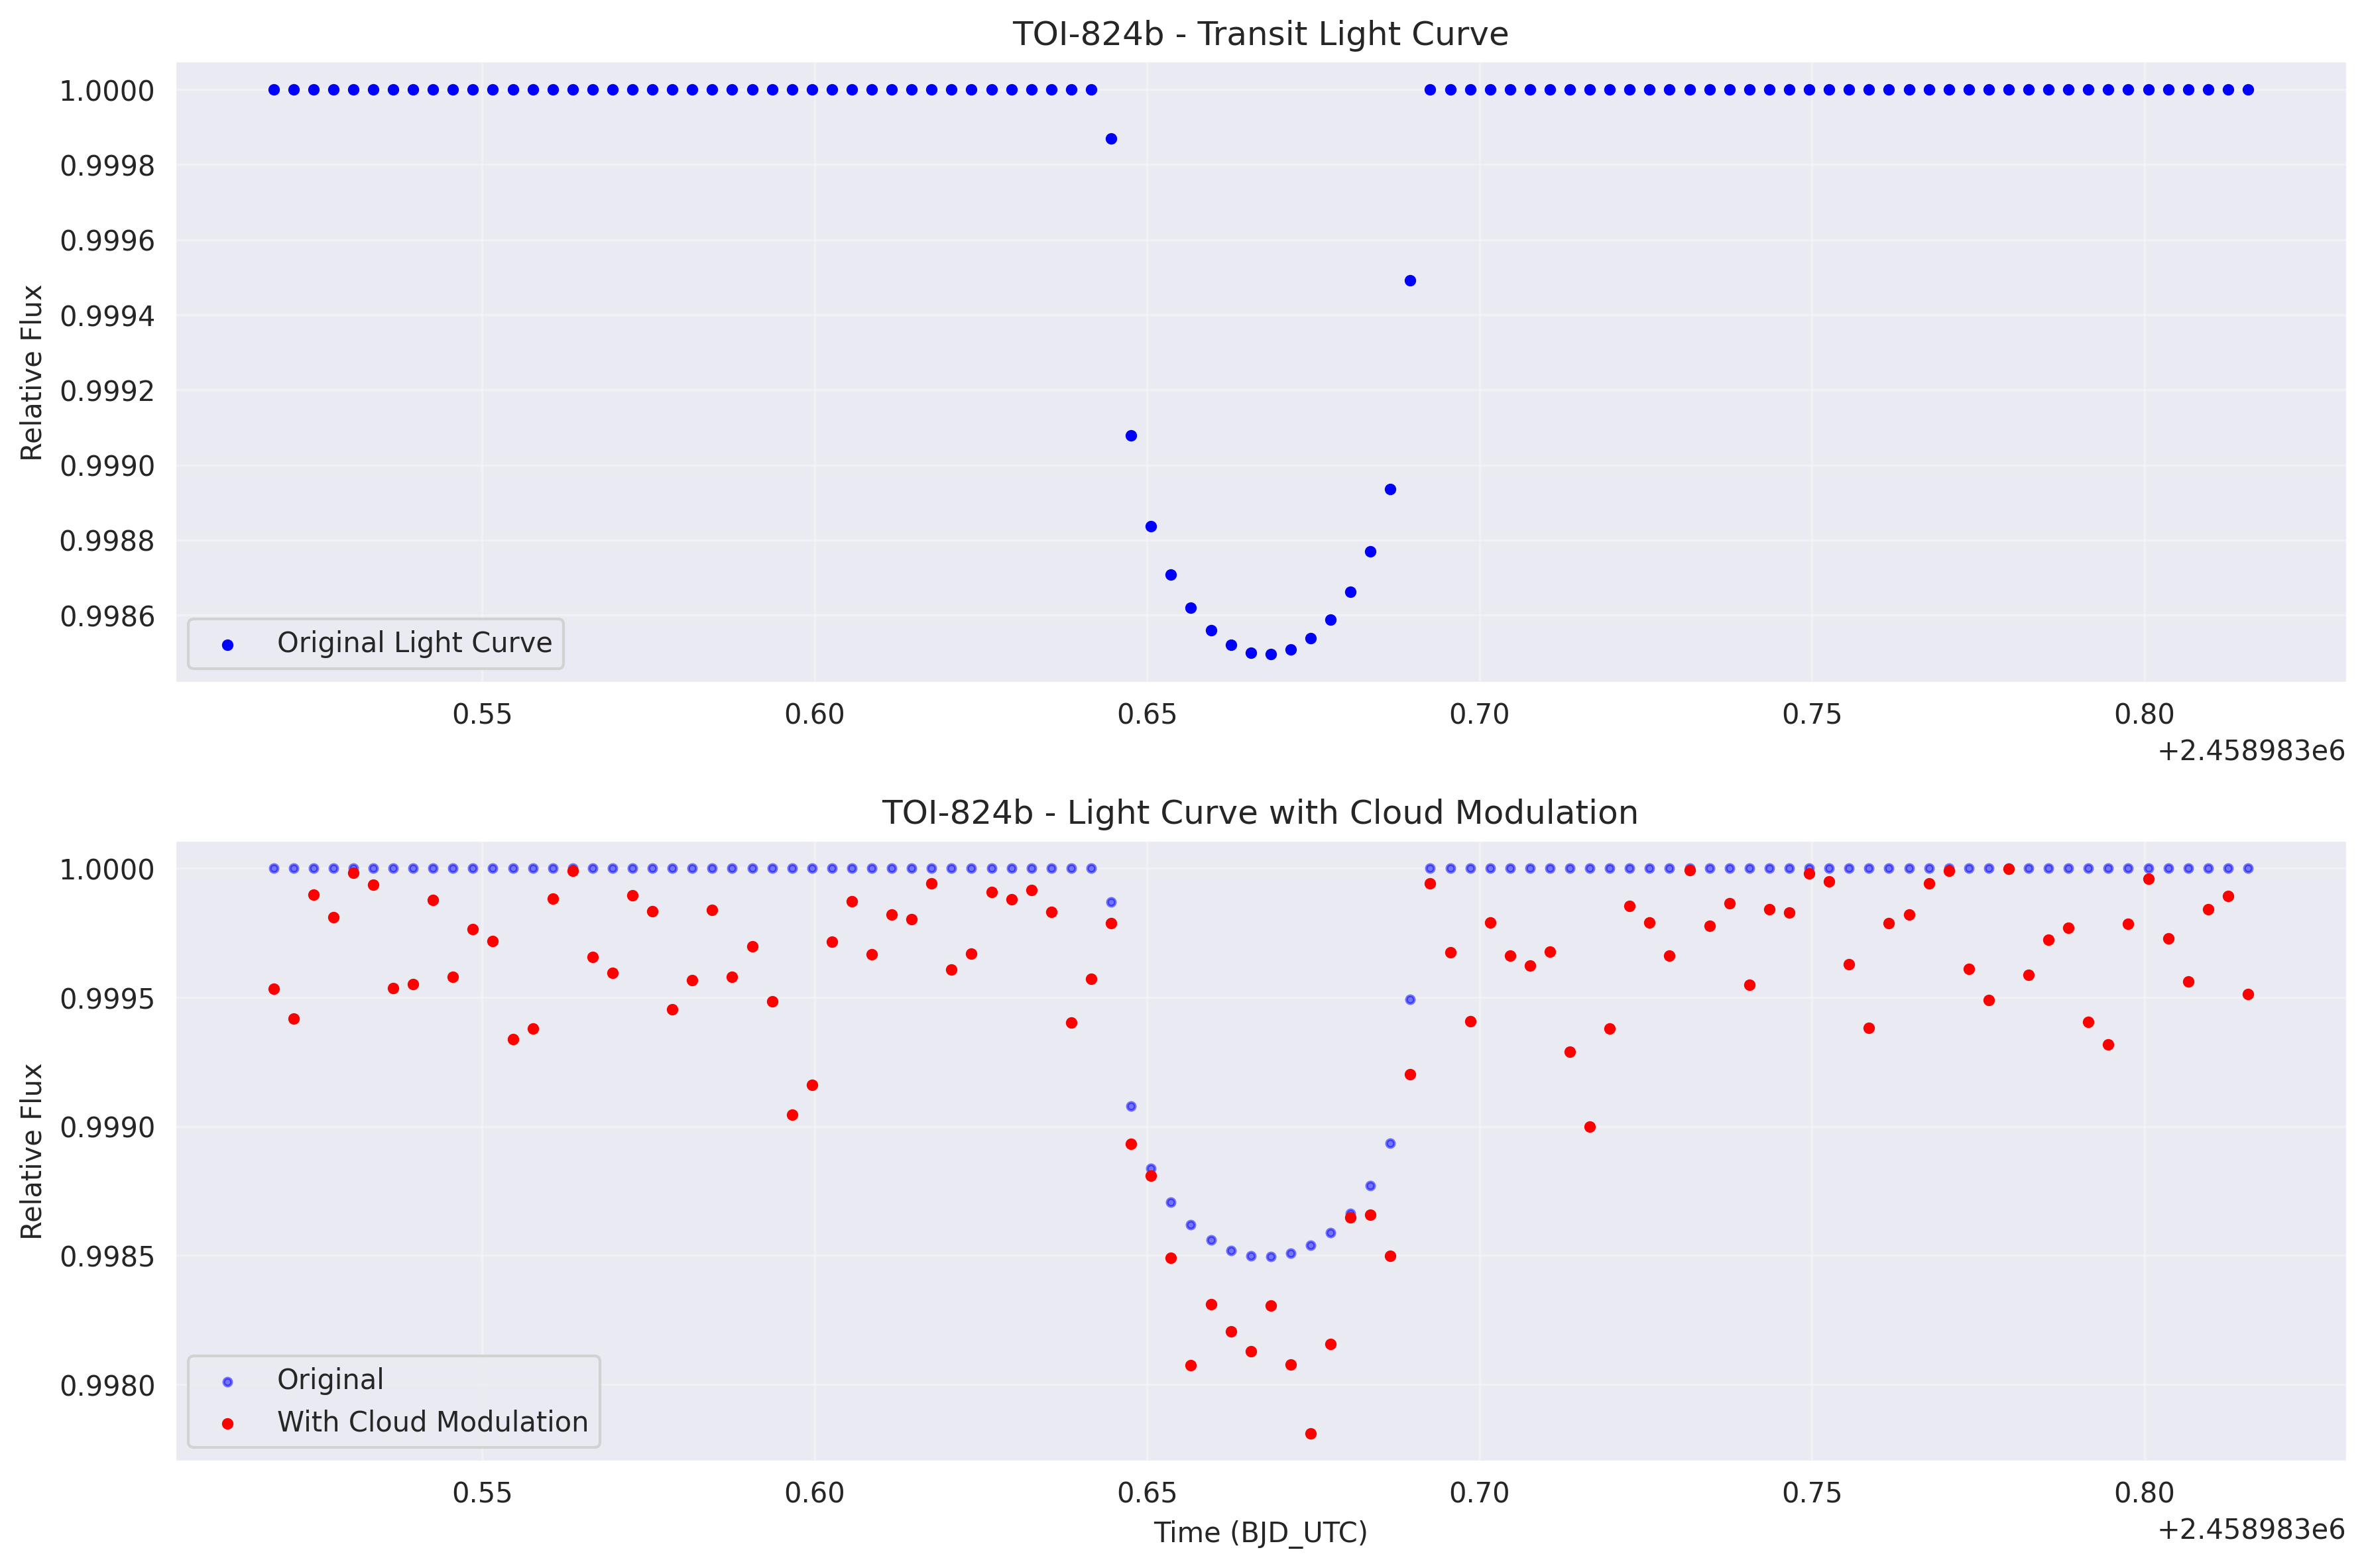 TOI-824b - Transit Light Curve
Relative Flux
1.0000
0.9998
0.9996
0.9994
0.9992
0.9990
0.9988
0.9986
Original Light Curve
0.55 0.60 0.65 0.70 0.75 0.80
+2.458983e6
TOI-824b - Light Curve with Cloud Modulation
Relative Flux
1.0000
0.9995
0.9990
0.9985
0.9980
Original
With Cloud Modulation
0.55 0.60 0.65 0.70 0.75 0.80
Time (BJD_UTC)
+2.458983e6